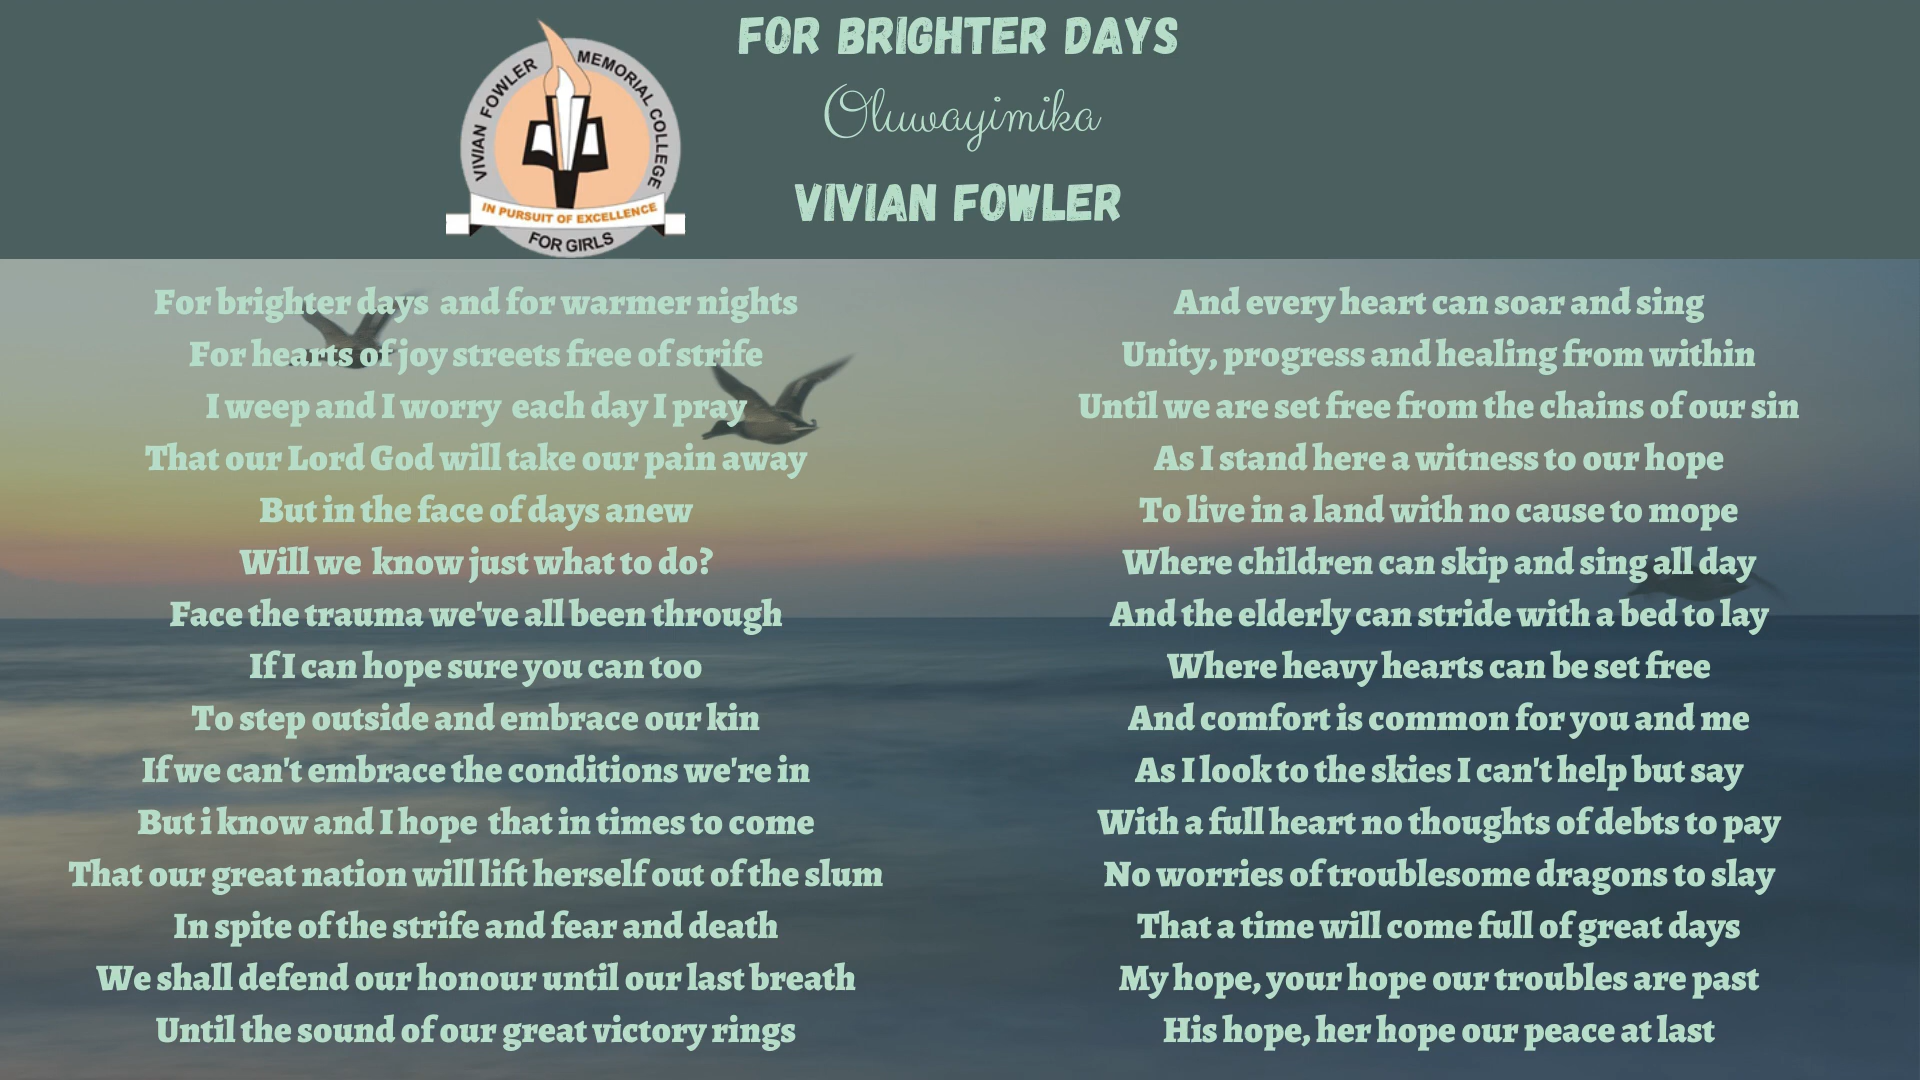 FOR BRIGHTER DAYS
Oluwayimika
VIVIAN FOWLER
VIVIAN FOWLER MEMORIAL COLLEGE
IN PURSUIT OF EXCELLENCE
FOR GIRLS
For brighter days and for warmer nights
For hearts of joy streets free of strife
I weep and I worry each day I pray
That our Lord God will take our pain away
But in the face of days anew
Will we know just what to do?
Face the trauma we've all been through
If I can hope sure you can too
To step outside and embrace our kin
If we can't embrace the conditions we're in
But i know and I hope that in times to come
That our great nation will lift herself out of the slum
In spite of the strife and fear and death
We shall defend our honour until our last breath
Until the sound of our great victory rings
And every heart can soar and sing
Unity, progress and healing from within
Until we are set free from the chains of our sin
As I stand here a witness to our hope
To live in a land with no cause to mope
Where children can skip and sing all day
And the elderly can stride with a bed to lay
Where heavy hearts can be set free
And comfort is common for you and me
As I look to the skies I can't help but say
With a full heart no thoughts of debts to pay
No worries of troublesome dragons to slay
That a time will come full of great days
My hope, your hope our troubles are past
His hope, her hope our peace at last